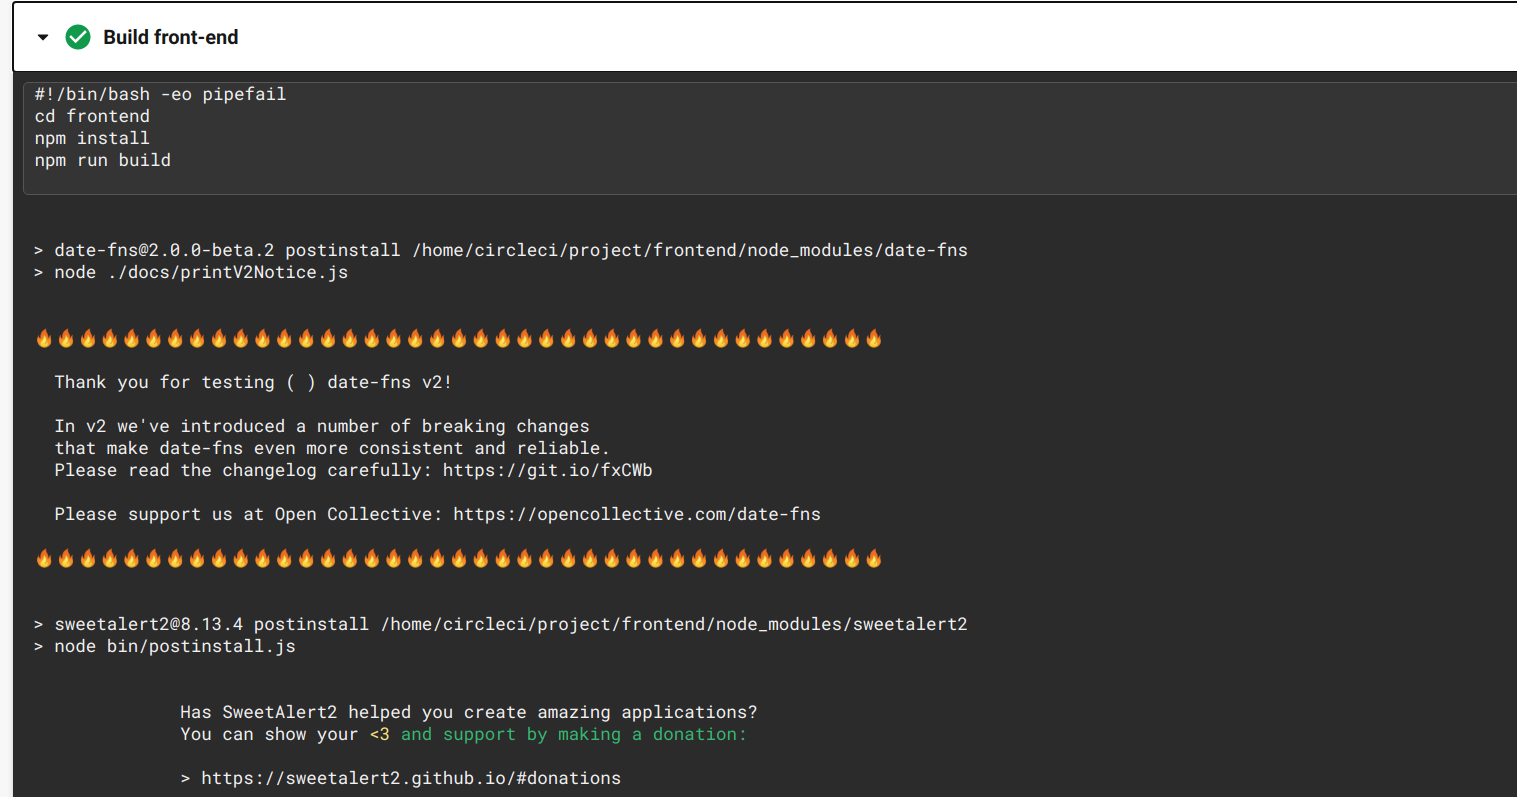 Build front-end
#!/bin/bash -eo pipefail
cd frontend
npm install
npm run build
> date-fns@2.0.0-beta.2 postinstall /home/circleci/project/frontend/node_modules/date-fns
> node ./docs/printV2Notice.js
🔥🔥🔥🔥🔥🔥🔥🔥🔥🔥🔥🔥🔥🔥🔥🔥🔥🔥🔥🔥🔥🔥🔥🔥🔥🔥🔥🔥🔥🔥🔥🔥🔥🔥🔥🔥🔥🔥🔥
Thank you for testing ( ) date-fns v2!
In v2 we've introduced a number of breaking changes
that make date-fns even more consistent and reliable.
Please read the changelog carefully: https://git.io/fxCWb
Please support us at Open Collective: https://opencollective.com/date-fns
🔥🔥🔥🔥🔥🔥🔥🔥🔥🔥🔥🔥🔥🔥🔥🔥🔥🔥🔥🔥🔥🔥🔥🔥🔥🔥🔥🔥🔥🔥🔥🔥🔥🔥🔥🔥🔥🔥🔥
> sweetalert2@8.13.4 postinstall /home/circleci/project/frontend/node_modules/sweetalert2
> node bin/postinstall.js
Has SweetAlert2 helped you create amazing applications?
You can show your <3 and support by making a donation:
> https://sweetalert2.github.io/#donations